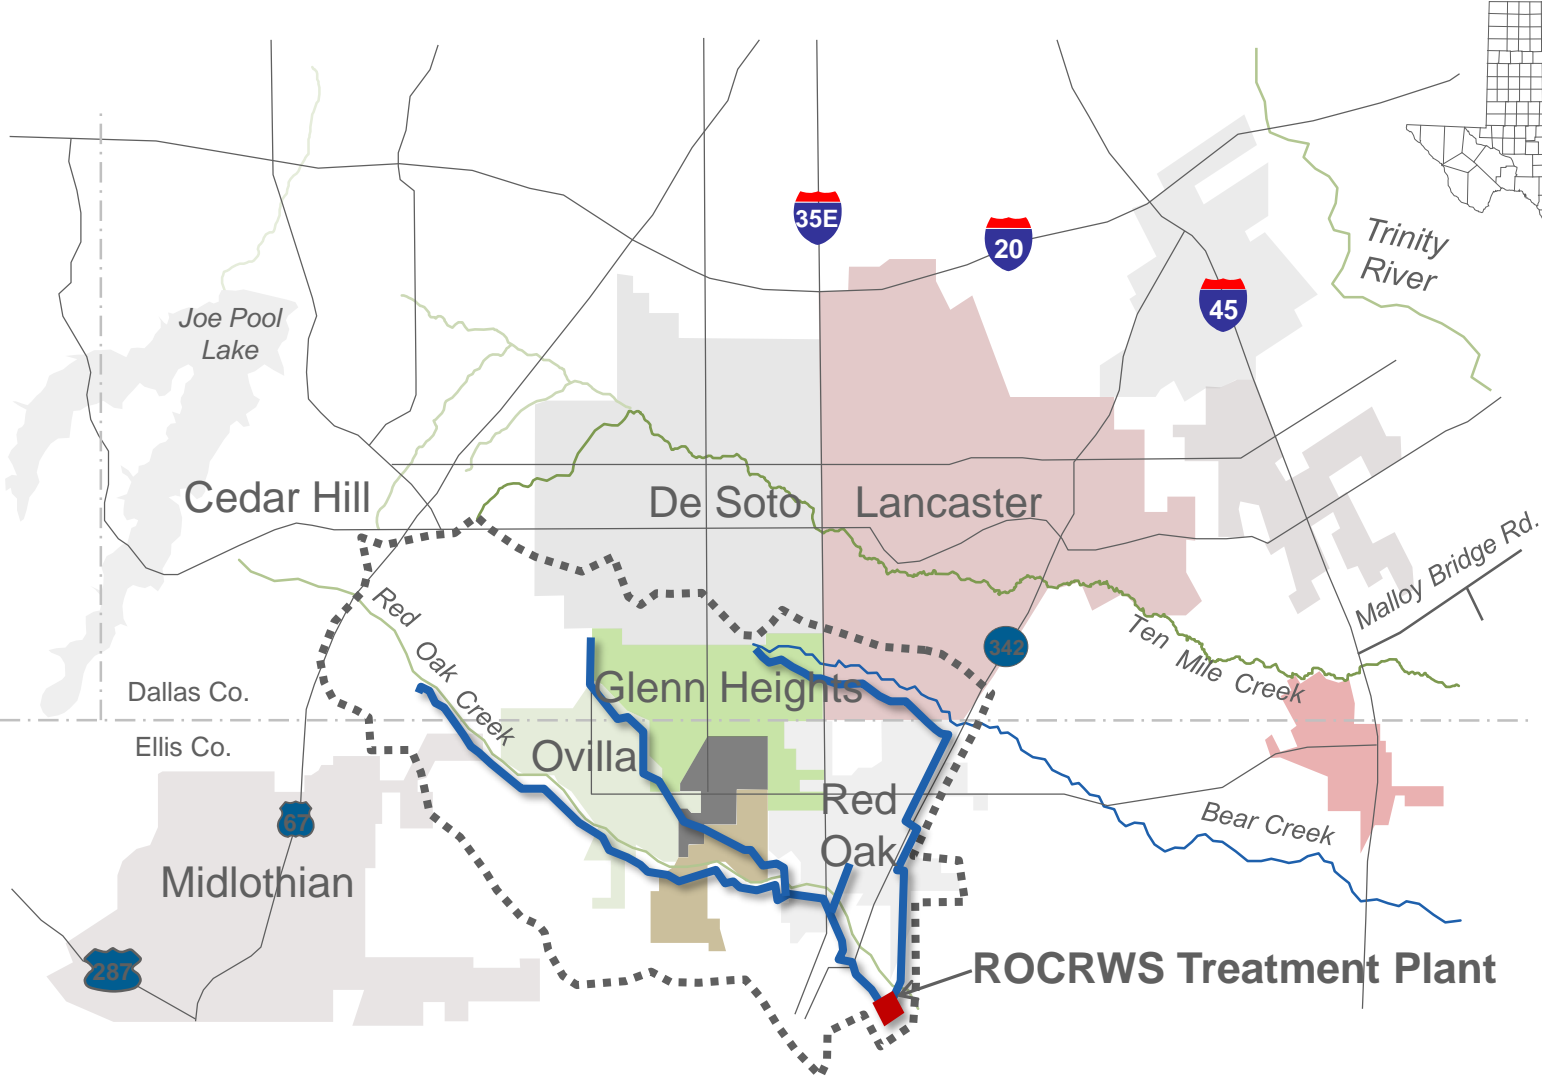 35E
20
Trinity
River
45
Joe Pool
Lake
Cedar Hill
De Soto
Lancaster
Malloy Bridge Rd.
Red Oak Creek
342
Ten Mile Creek
Dallas Co.
Glenn Heights
Ellis Co.
Ovilla
Red
Oak
67
Bear Creek
Midlothian
287
ROCRWS Treatment Plant